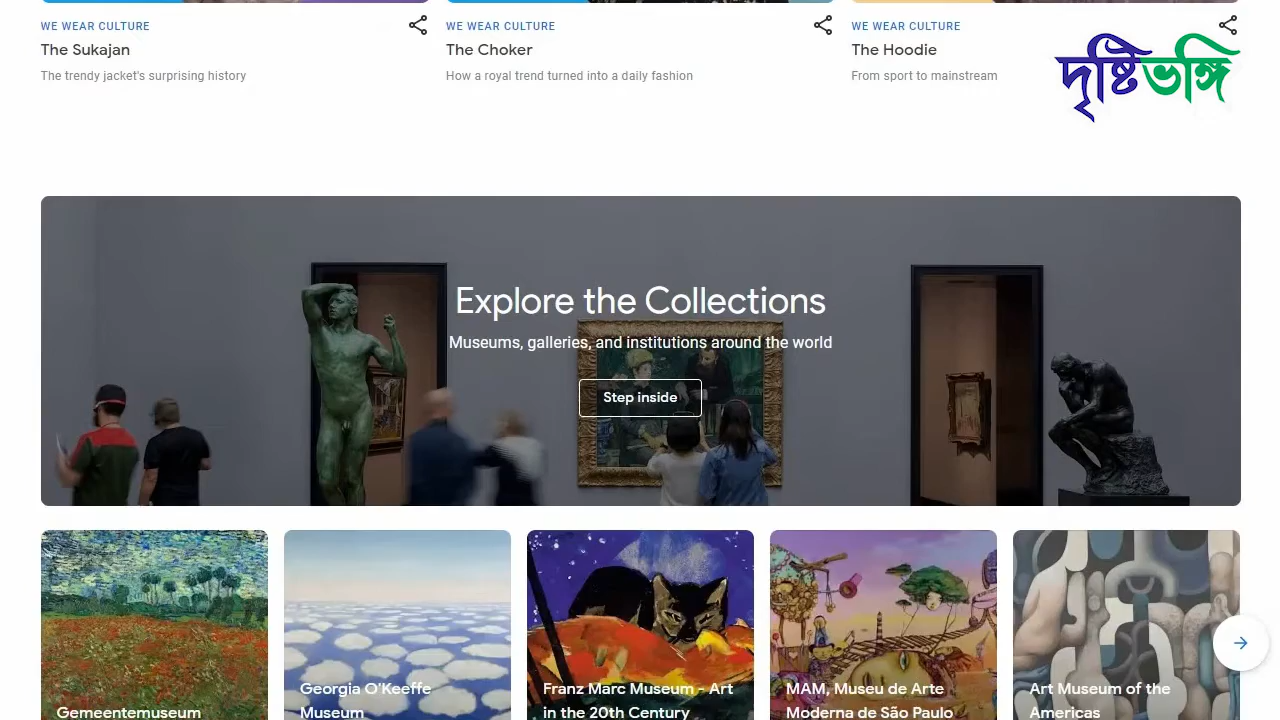 WE WEAR CULTURE
The Sukajan
The trendy jacket's surprising history
WE WEAR CULTURE
The Choker
How a royal trend turned into a daily fashion
WE WEAR CULTURE
The Hoodie
From sport to mainstream
দৃষ্টিভঙ্গি
Explore the Collections
Museums, galleries, and institutions around the world
Step inside
Gemeentemuseum
Georgia O'Keeffe
Museum
Franz Marc Museum - Art
in the 20th Century
MAM, Museu de Arte
Moderna de São Paulo
Art Museum of the
Americas